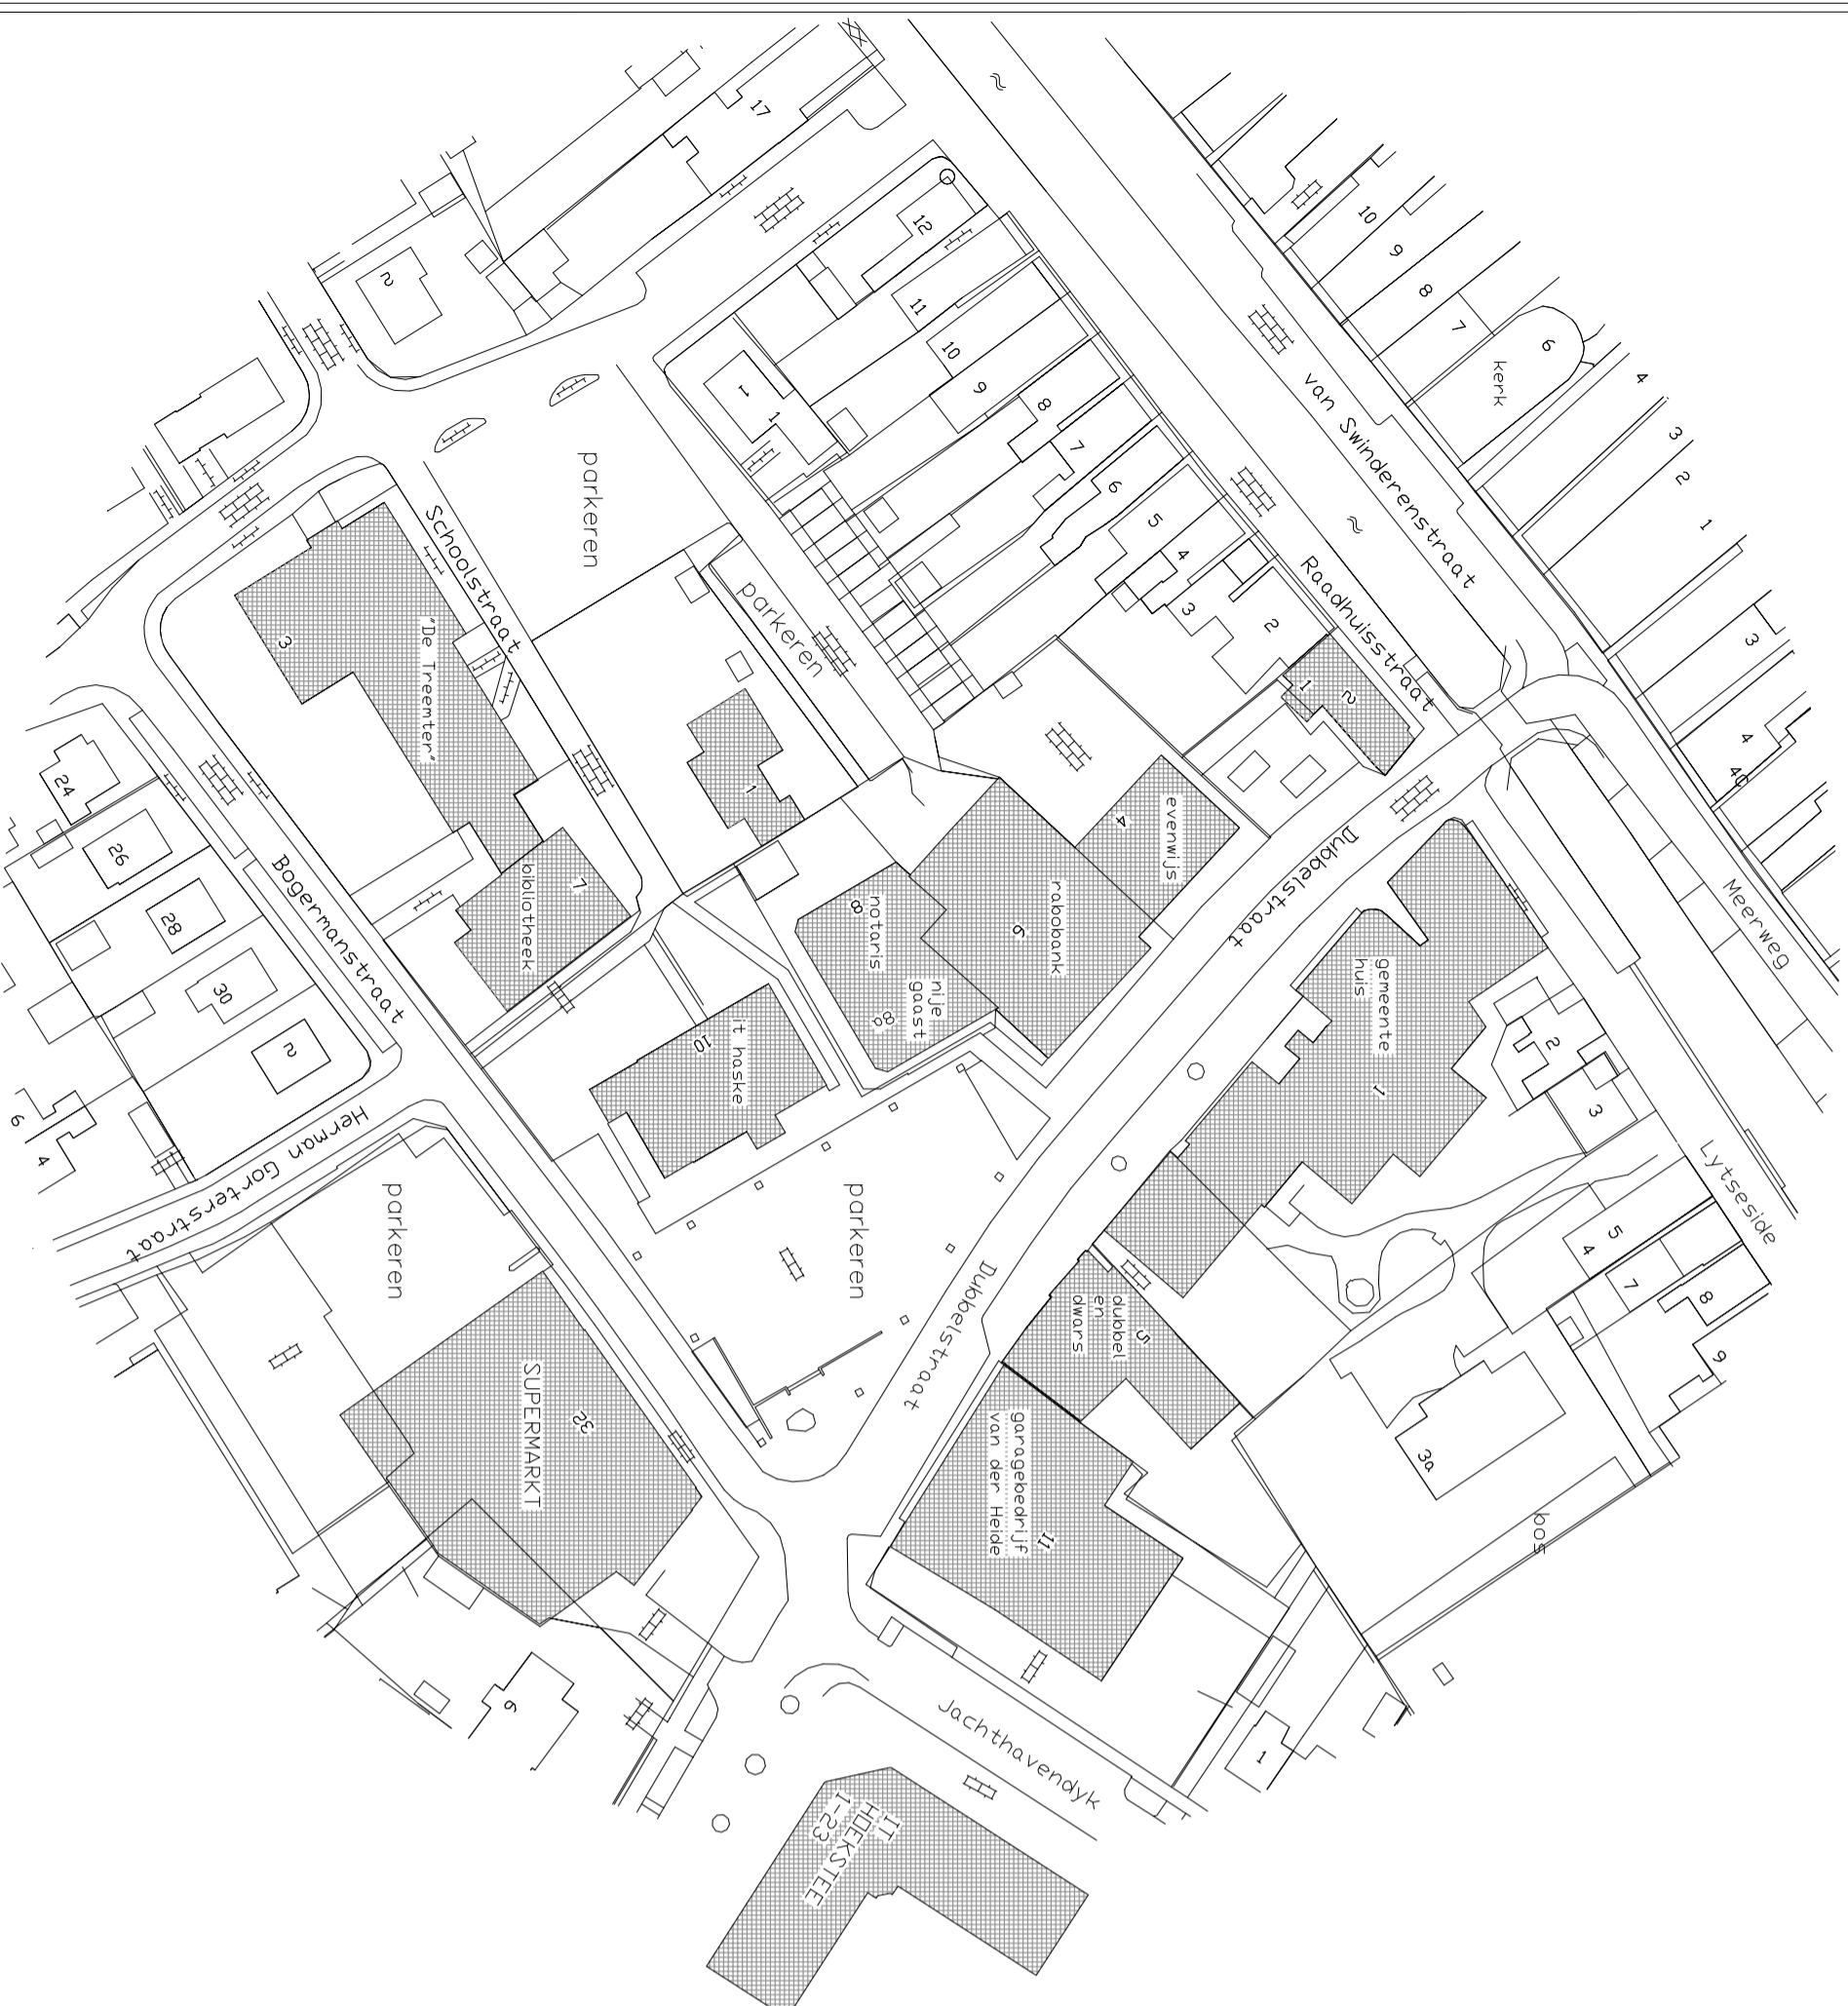 17
12
11
10
9
8
7
6
5
4
3
2
1
2
10
9
8
7
6
kerk
4
3
2
1
3
4
4a
van Swinderenstraat
Raadhuisstraat
2
1
1
parkeren
parkeren
Schoolstraat
"De Treemter"
3
1
evenwijs
4
rabobank
6
notaris
8
nije
gaast
8a
bibliotheek
7
it haske
10
Dubbelstraat
Meerweg
gemeente
huis
1
2
3
Lytseside
5
4
7
8
9
3a
bos
24
26
28
30
2
Bogermanstraat
Herman Gorterstraat
6
4
parkeren
parkeren
Dubbelstraat
dubbel
en
dwars
5
SUPERMARKT
32
garagebedrijf
van der Heide
11
9
1
Jachthavendyk
IT
HOEKSTEE
1-23